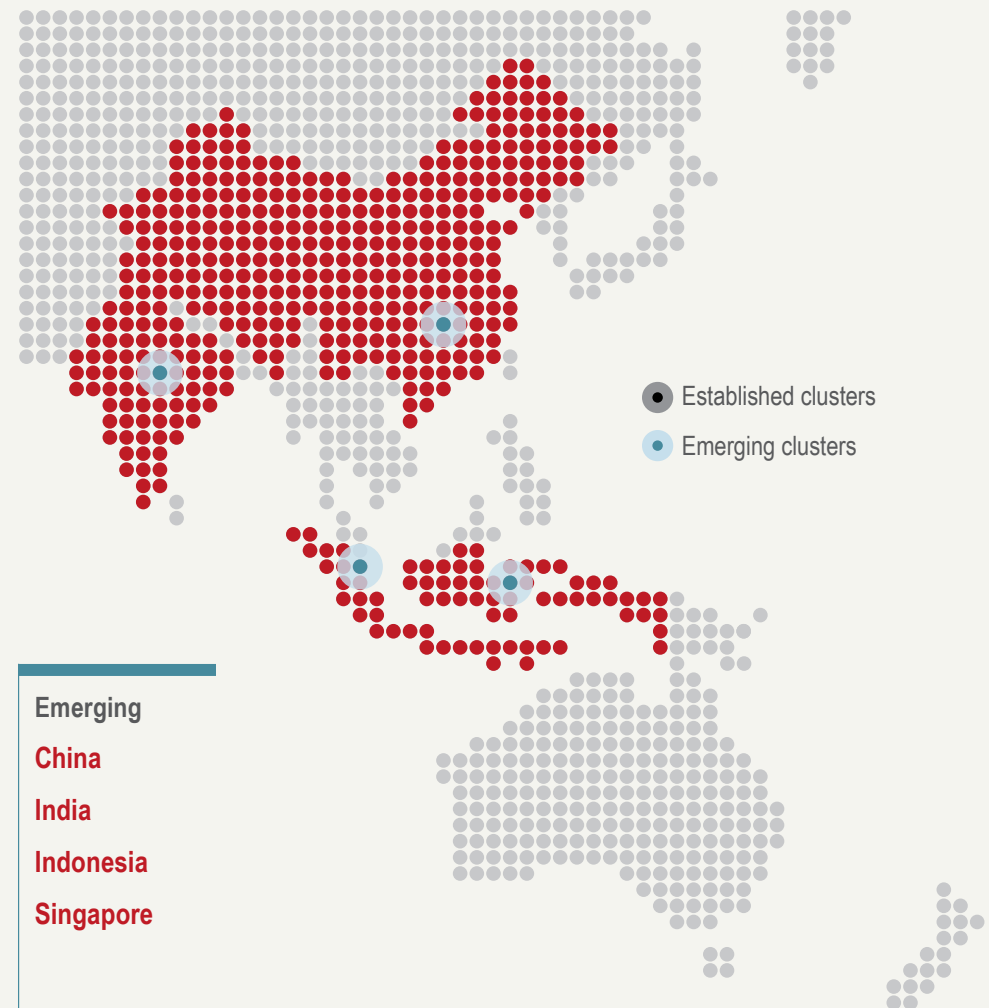 Established clusters
Emerging clusters
Emerging
China
India
Indonesia
Singapore